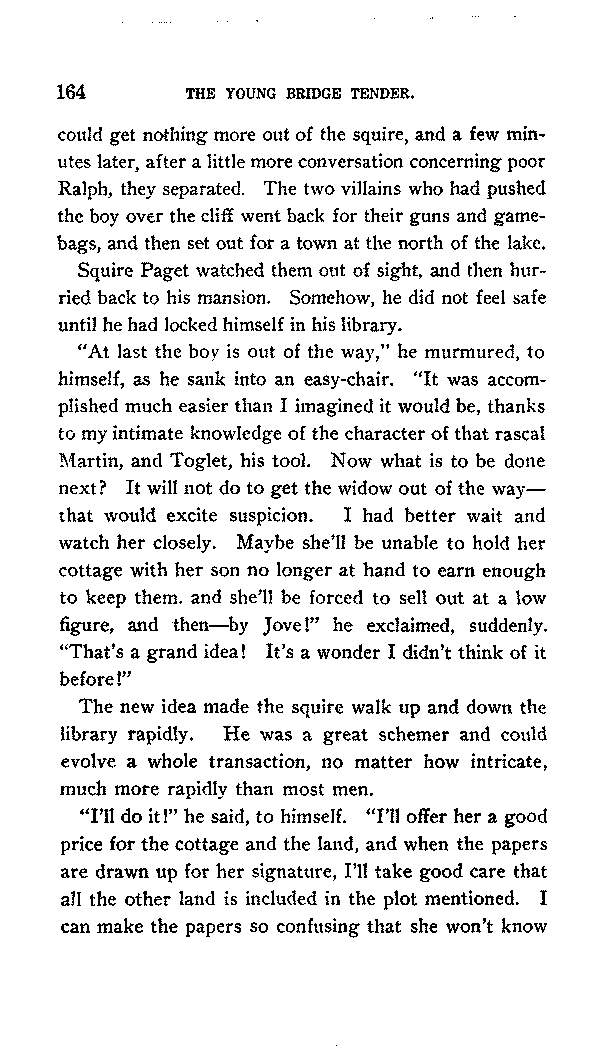 164 THE YOUNG BRIDGE TENDER.
could get nothing more out of the squire, and a few min-
utes later, after a little more conversation concerning poor
Ralph, they separated. The two villains who had pushed
the boy over the cliff went back for their guns and game-
bags, and then set out for a town at the north of the lake.
Squire Paget watched them out of sight, and then hur-
ried back to his mansion. Somehow, he did not feel safe
until he had locked himself in his library.
"At last the boy is out of the way," he murmured, to
himself, as he sank into an easy-chair. "It was accom-
plished much easier than I imagined it would be, thanks
to my intimate knowledge of the character of that rascal
Martin, and Toglet, his tool. Now what is to be done
next? It will not do to get the widow out of the way—
that would excite suspicion. I had better wait and
watch her closely. Maybe she'll be unable to hold her
cottage with her son no longer at hand to earn enough
to keep them. and she'll be forced to sell out at a low
figure, and then—by Jove!" he exclaimed, suddenly.
"That's a grand idea! It's a wonder I didn't think of it
before!"
The new idea made the squire walk up and down the
library rapidly. He was a great schemer and could
evolve a whole transaction, no matter how intricate,
much more rapidly than most men.
"I'll do it!" he said, to himself. "I'll offer her a good
price for the cottage and the land, and when the papers
are drawn up for her signature, I'll take good care that
all the other land is included in the plot mentioned. I
can make the papers so confusing that she won't know